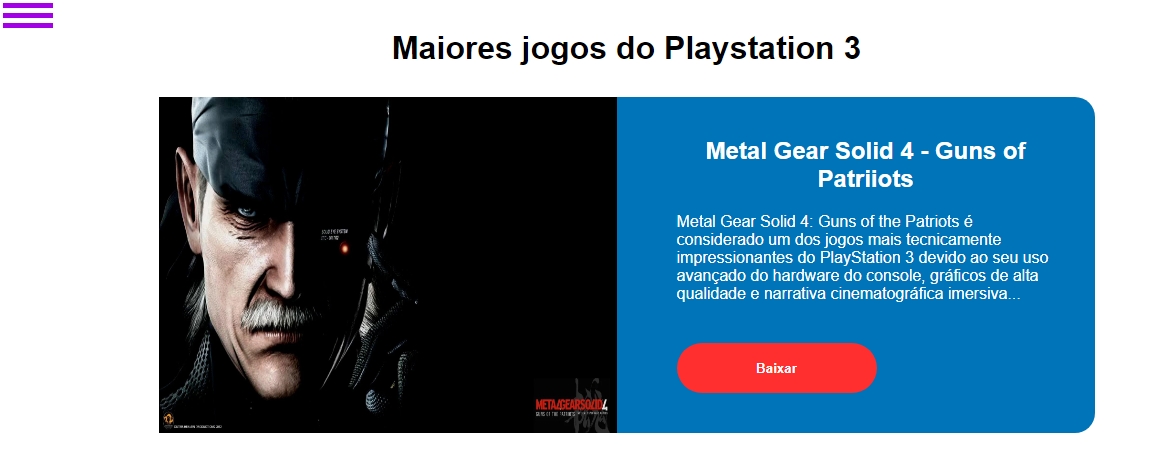 Maiores jogos do Playstation 3
Metal Gear Solid 4 - Guns of
Patriiots
Metal Gear Solid 4: Guns of the Patriots é
considerado um dos jogos mais tecnicamente
impressionantes do PlayStation 3 devido ao seu uso
avançado do hardware do console, gráficos de alta
qualidade e narrativa cinematográfica imersiva...
Baixar
METAL GEAR SOLID 4
GUNS OF THE PATRIOTS